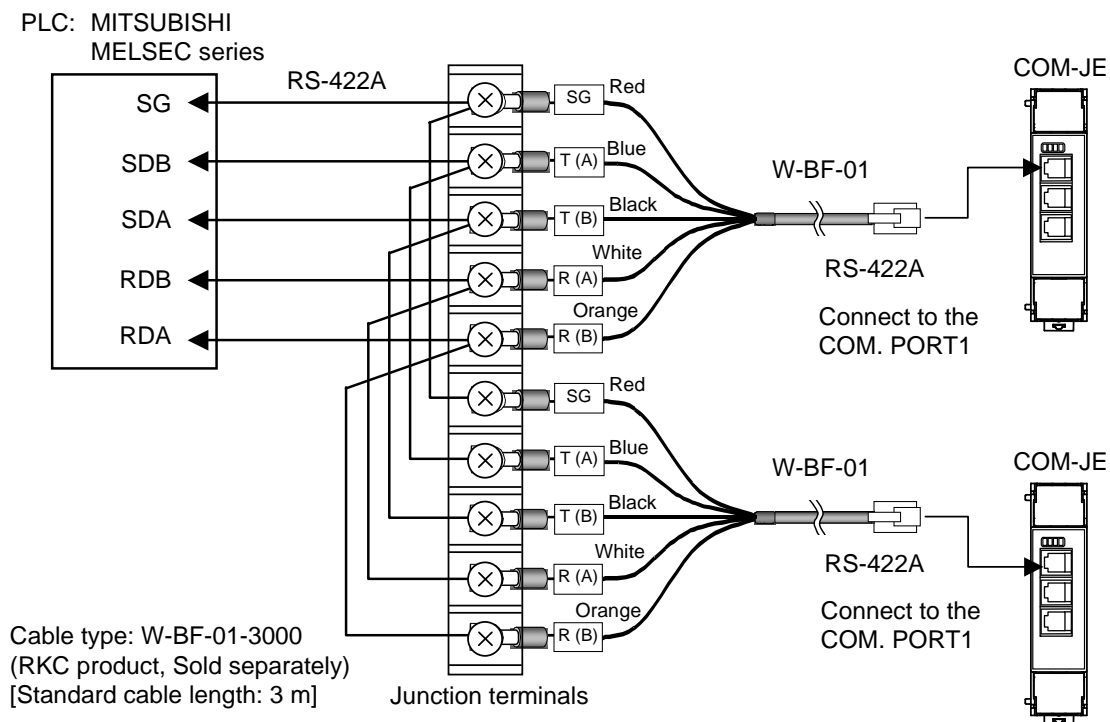 PLC: MITSUBISHI
MELSEC series
SG
SDB
SDA
RDB
RDA
RS-422A
SG
Red
T (A)
Blue
T (B)
Black
R (A)
White
R (B)
Orange
W-BF-01
RS-422A
Connect to the
COM. PORT1
COM-JE
SG
Red
T (A)
Blue
T (B)
Black
R (A)
White
R (B)
Orange
W-BF-01
RS-422A
Connect to the
COM. PORT1
COM-JE
Cable type: W-BF-01-3000
(RKC product, Sold separately)
[Standard cable length: 3 m]
Junction terminals